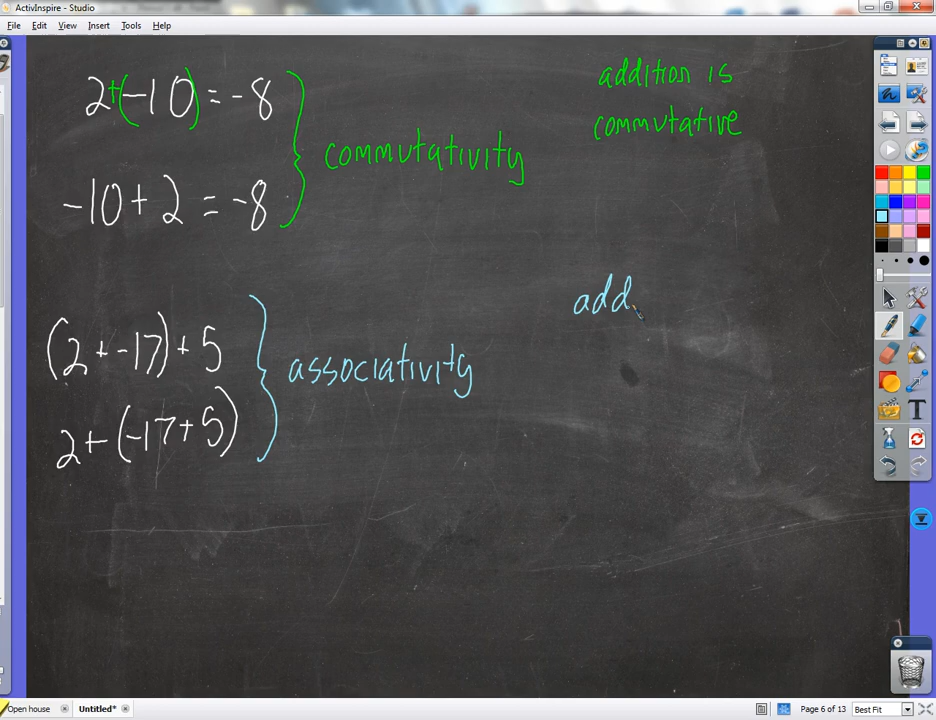 ActivInspire - Studio
File Edit View Insert Tools Help
2+(-10) = -8
-10 + 2 = -8
commutativity
addition is
commutative
(2 + -17) + 5
2 + (-17 + 5)
associativity
add
Open house
Untitled*
Page 6 of 13
Best Fit